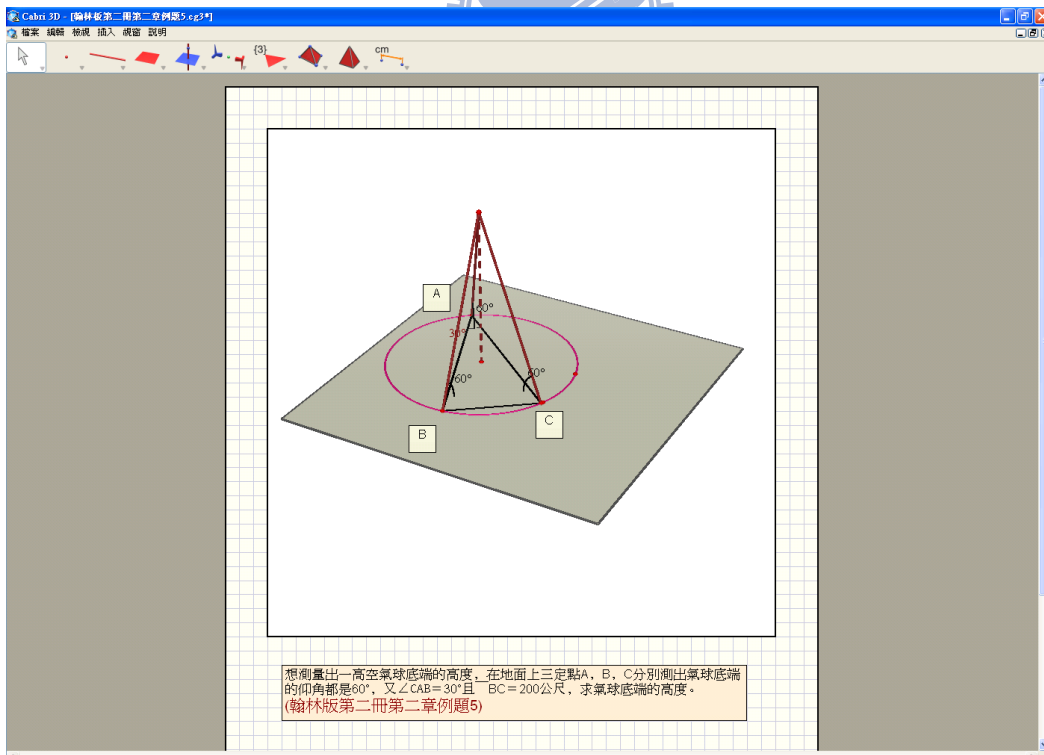 Cabri 3D - [翰林版第二冊第二章例題5.cg3*]
檔案 編輯 檢視 插入 視窗 說明
{3} cm
A
60°
30°
60°
60°
B
C
想測量出一高空氣球底端的高度，在地面上三定點A，B，C分別測出氣球底端
的仰角都是60°，又∠CAB＝30°且 BC＝200公尺，求氣球底端的高度。
(翰林版第二冊第二章例題5)